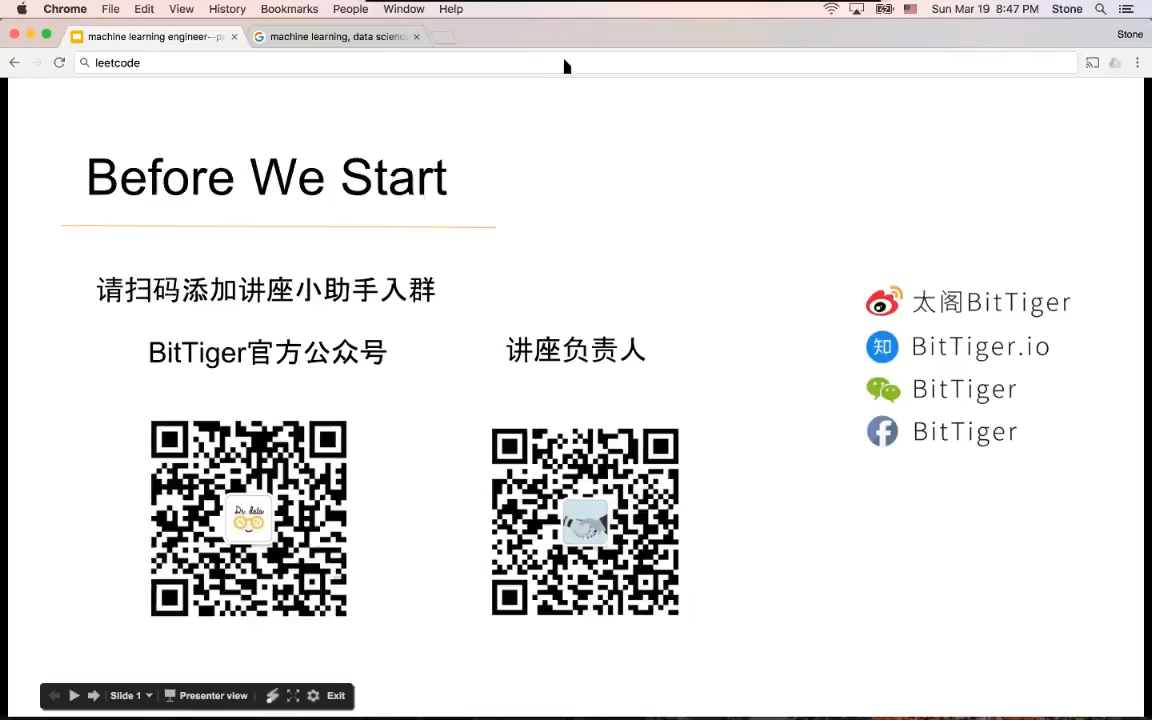 Chrome File Edit View History Bookmarks People Window Help Sun Mar 19 8:47 PM Stone
machine learning engineer--p machine learning, data scienc Stone
leetcode
Before We Start
请扫码添加讲座小助手入群
BitTiger官方公众号
讲座负责人
太阁BitTiger
知 BitTiger.io
BitTiger
f BitTiger
Dr. data
Slide 1 Presenter view Exit